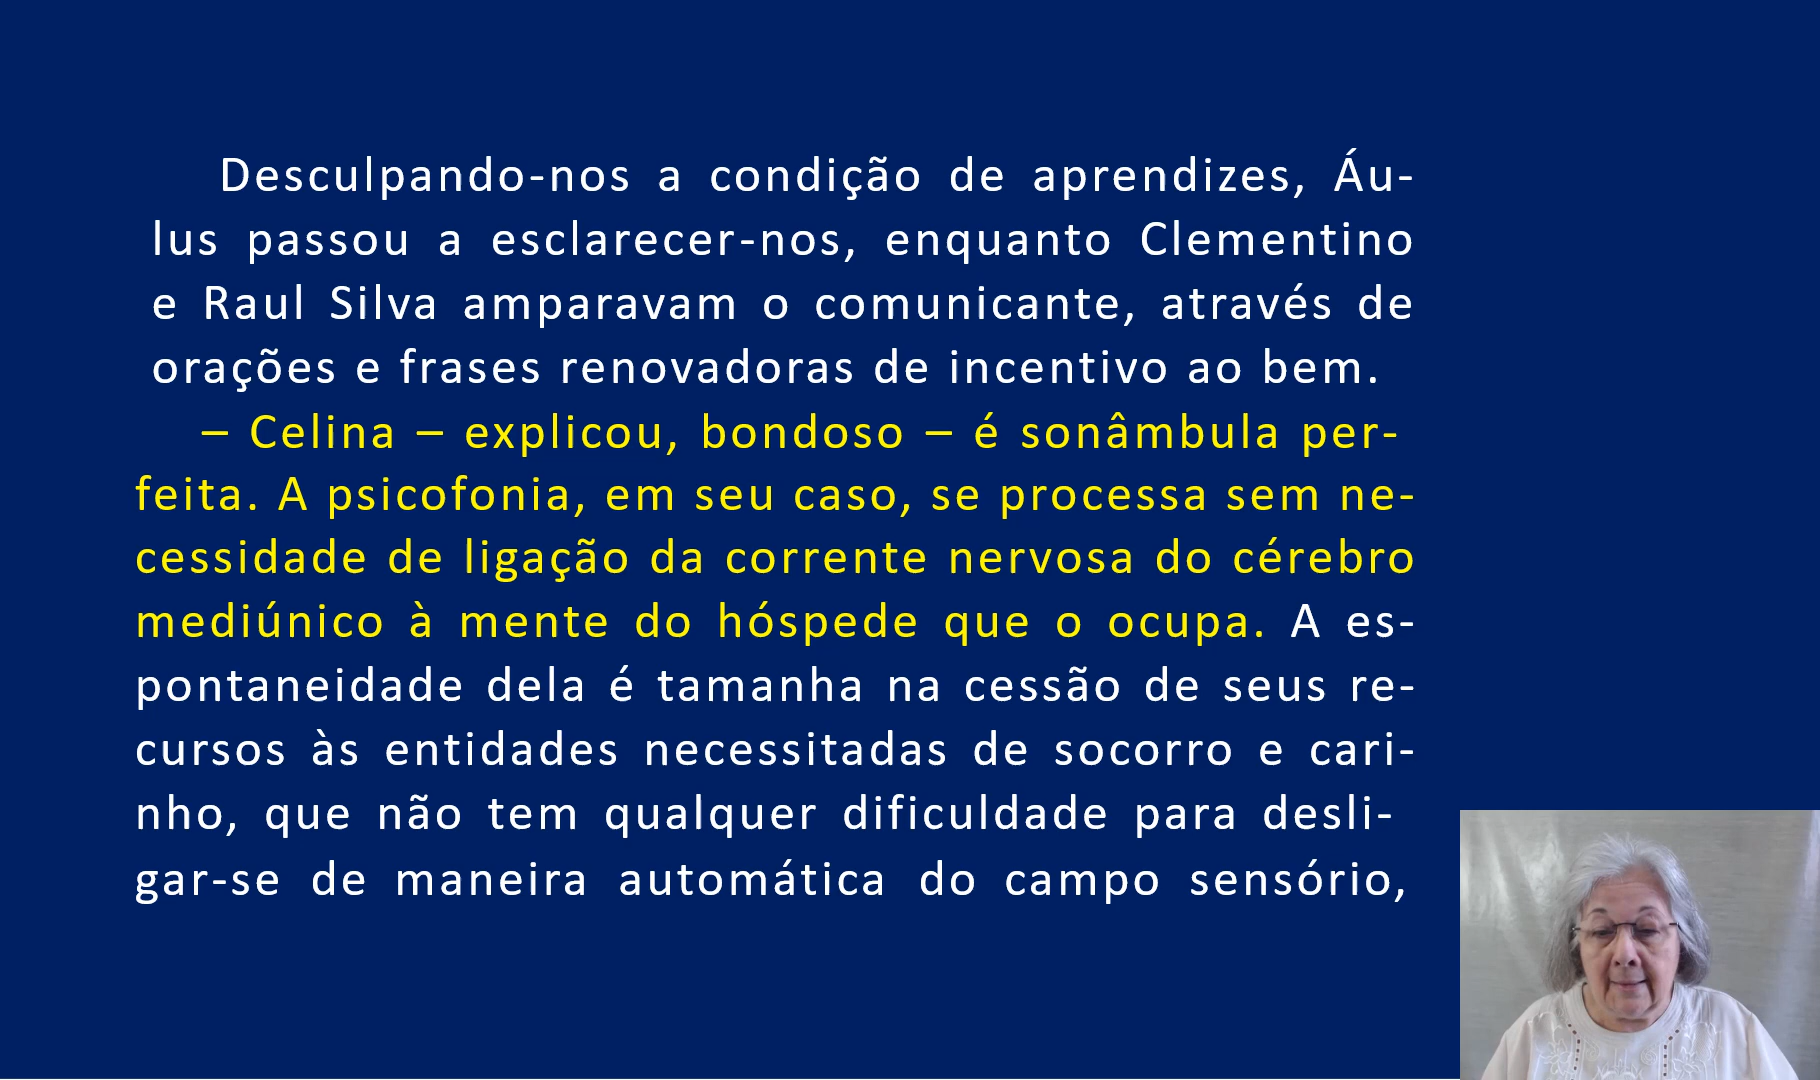 Desculpando-nos a condição de aprendizes, Áu-
lus passou a esclarecer-nos, enquanto Clementino
e Raul Silva amparavam o comunicante, através de
orações e frases renovadoras de incentivo ao bem.
– Celina – explicou, bondoso – é sonâmbula per-
feita. A psicofonia, em seu caso, se processa sem ne-
cessidade de ligação da corrente nervosa do cérebro
mediúnico à mente do hóspede que o ocupa. A es-
pontaneidade dela é tamanha na cessão de seus re-
cursos às entidades necessitadas de socorro e cari-
nho, que não tem qualquer dificuldade para desli-
gar-se de maneira automática do campo sensório,